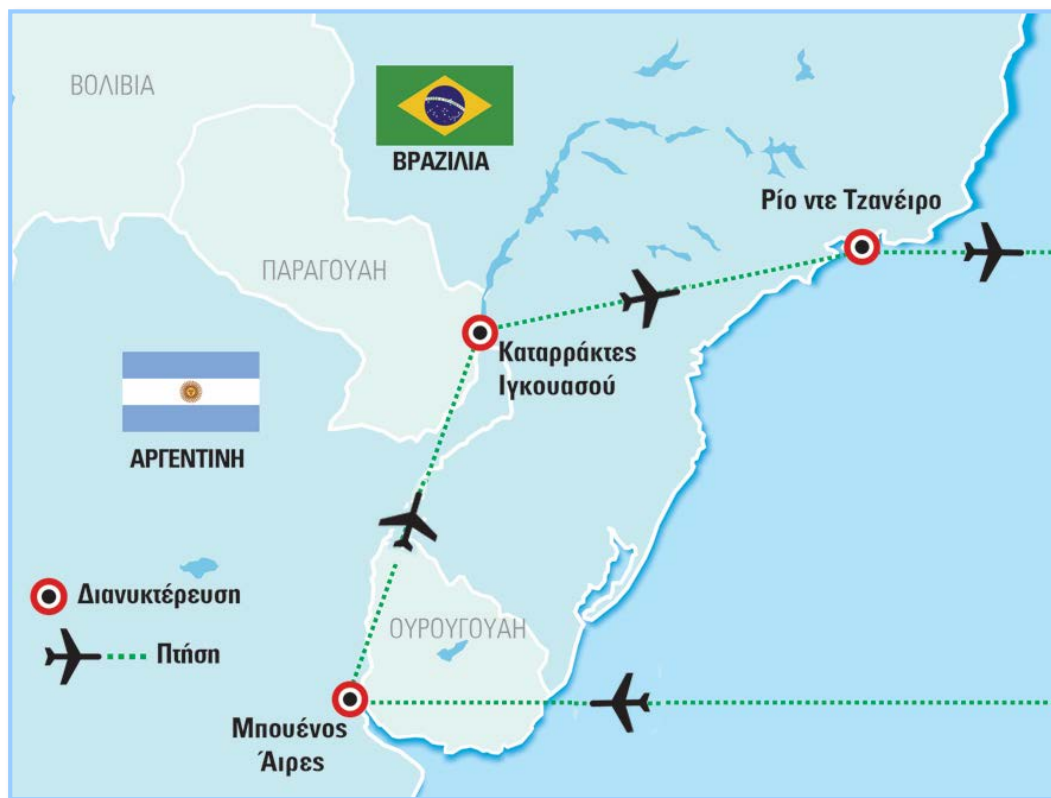 ΒΟΛΙΒΙΑ
ΒΡΑΖΙΛΙΑ
Ρίο ντε Τζανέιρο
ΠΑΡΑΓΟΥΑΗ
Καταρράκτες
Ιγκουασού
ΑΡΓΕΝΤΙΝΗ
Διανυκτέρευση
Πτήση
ΟΥΡΟΥΓΟΥΑΗ
Μπουένος
Άιρες